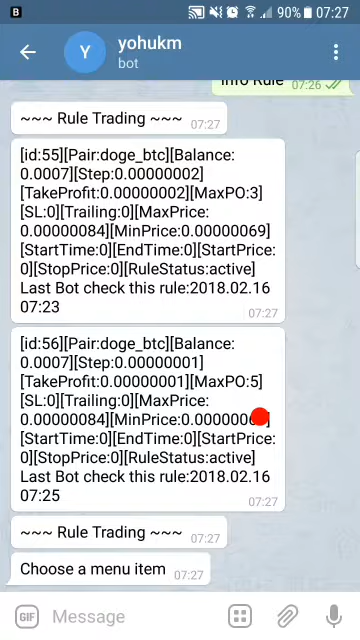 B 90% 07:27
Y yohukm
bot
Info Rule 07:26
~~~ Rule Trading ~~~ 07:27
[id:55][Pair:doge_btc][Balance:
0.0007][Step:0.00000002]
[TakeProfit:0.00000002][MaxPO:3]
[SL:0][Trailing:0][MaxPrice:
0.00000084][MinPrice:0.00000069]
[StartTime:0][EndTime:0][StartPrice:
0][StopPrice:0][RuleStatus:active]
Last Bot check this rule:2018.02.16
07:23 07:27
[id:56][Pair:doge_btc][Balance:
0.0007][Step:0.00000001]
[TakeProfit:0.00000001][MaxPO:5]
[SL:0][Trailing:0][MaxPrice:
0.00000084]
[StartTime:0][EndTime:0][StartPrice:
0][StopPrice:0][RuleStatus:active]
Last Bot check this rule:2018.02.16
07:25 07:27
~~~ Rule Trading ~~~ 07:27
Choose a menu item 07:27
GIF Message